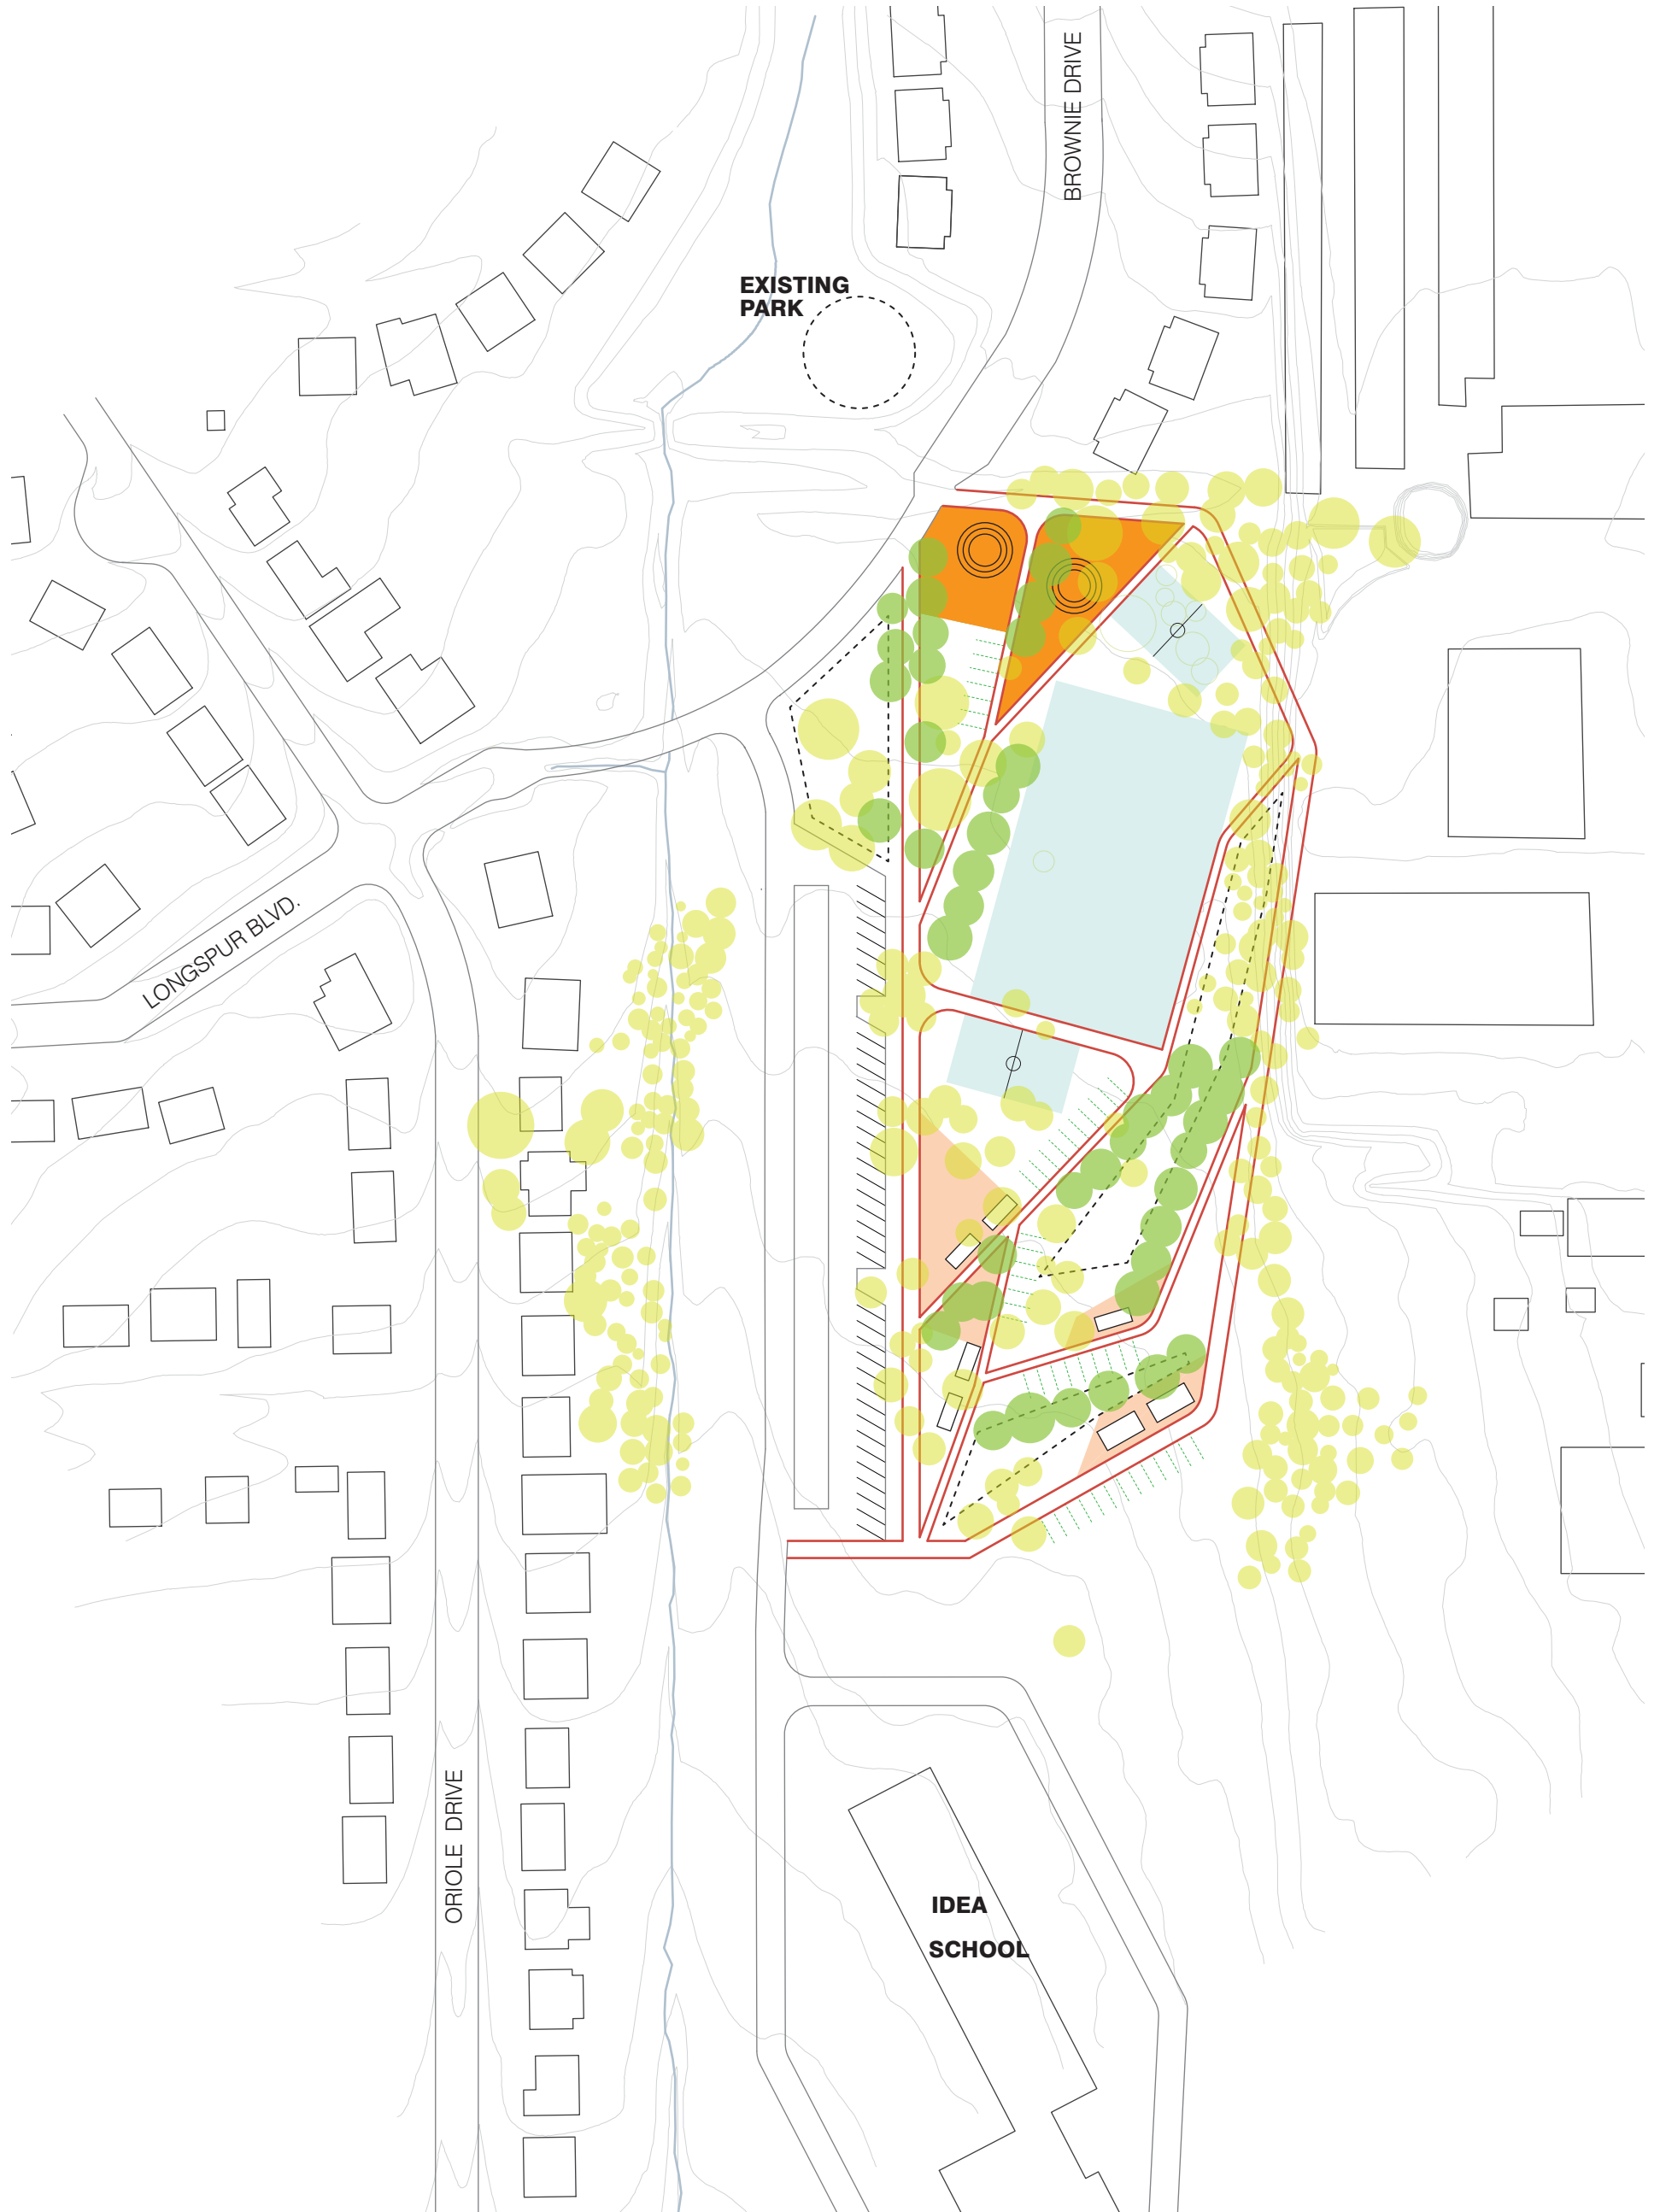 BROWNIE DRIVE
EXISTING
PARK
LONGSPUR BLVD.
ORIOLE DRIVE
IDEA
SCHOOL